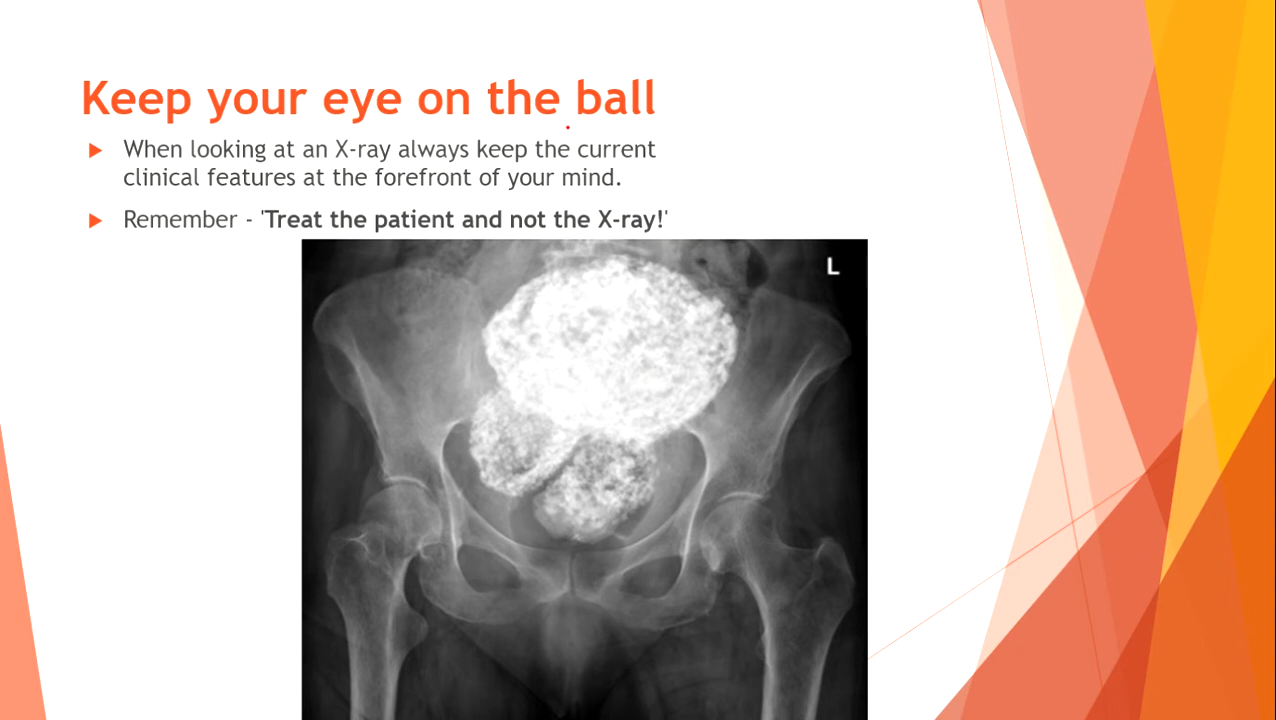 Keep your eye on the ball
When looking at an X-ray always keep the current
clinical features at the forefront of your mind.
Remember - 'Treat the patient and not the X-ray!'
L